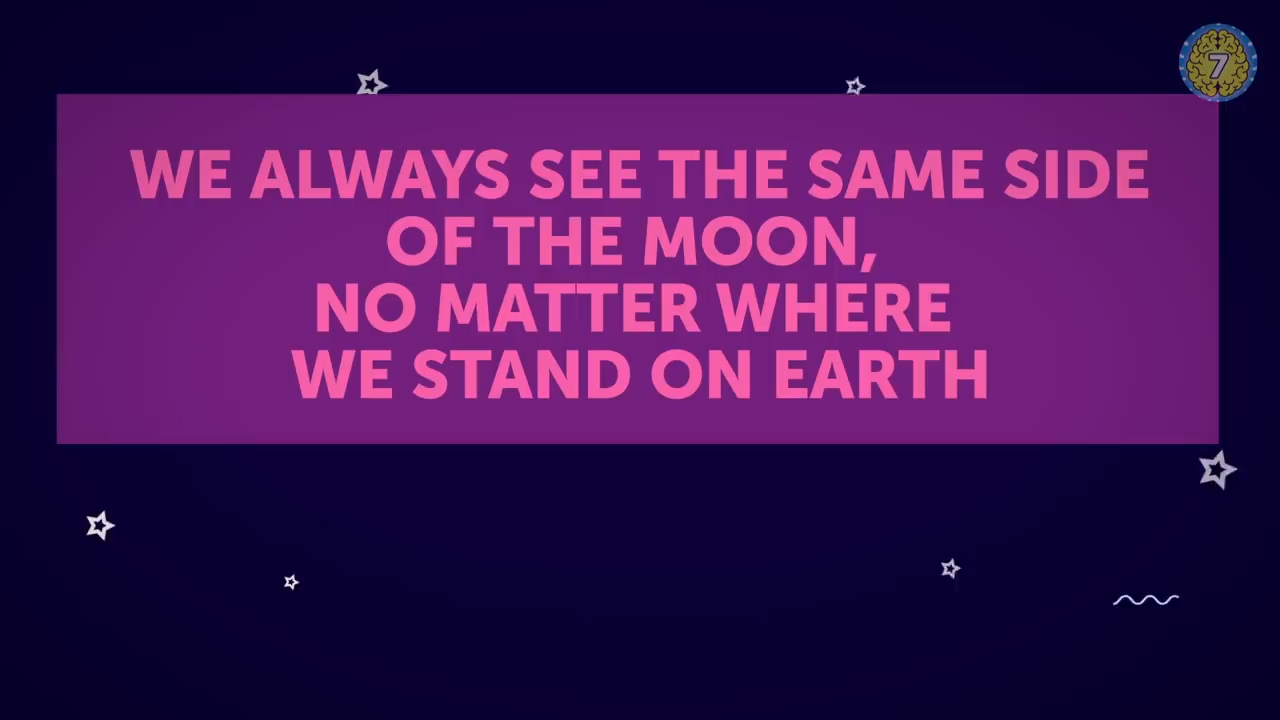 7
WE ALWAYS SEE THE SAME SIDE
OF THE MOON,
NO MATTER WHERE
WE STAND ON EARTH